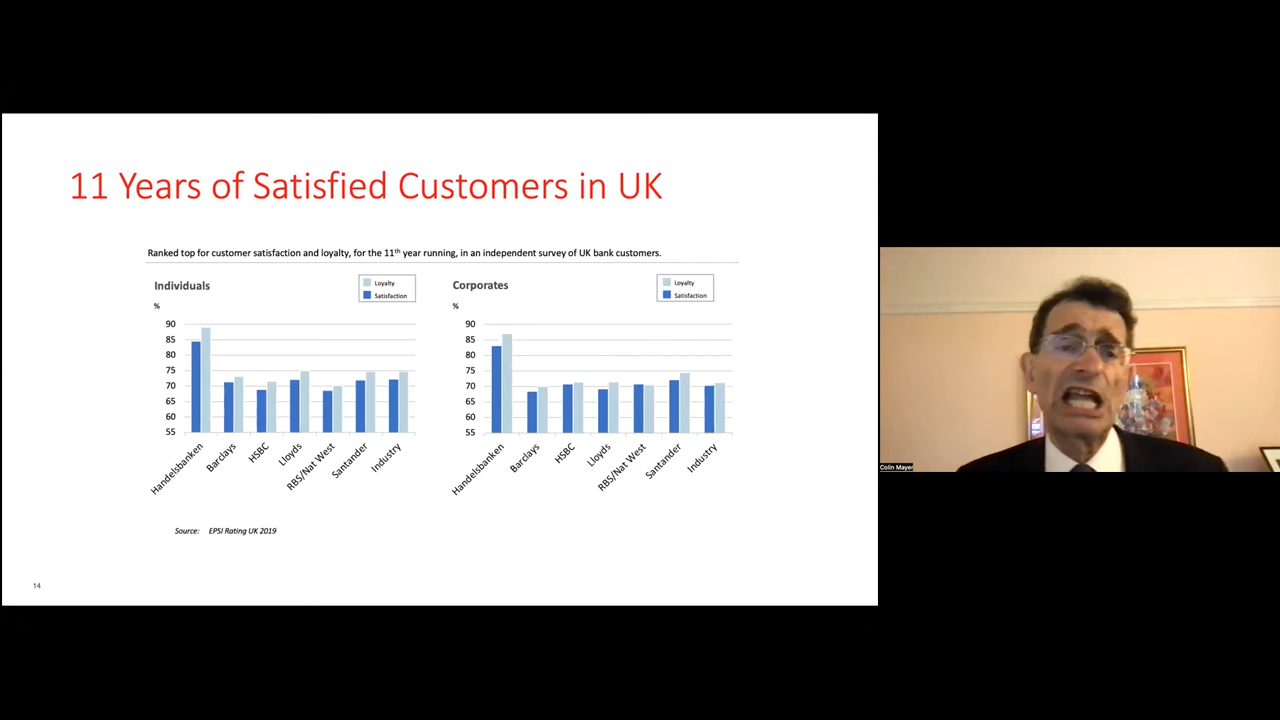 11 Years of Satisfied Customers in UK
Ranked top for customer satisfaction and loyalty, for the 11th year running, in an independent survey of UK bank customers.
Individuals
Loyalty
Satisfaction
%
90
85
80
75
70
65
60
55
Handelsbanken
Barclays
HSBC
Lloyds
RBS/Nat West
Santander
Industry
Corporates
Loyalty
Satisfaction
%
90
85
80
75
70
65
60
55
Handelsbanken
Barclays
HSBC
Lloyds
RBS/Nat West
Santander
Industry
Source: EPSI Rating UK 2019
14
Colin Mayer